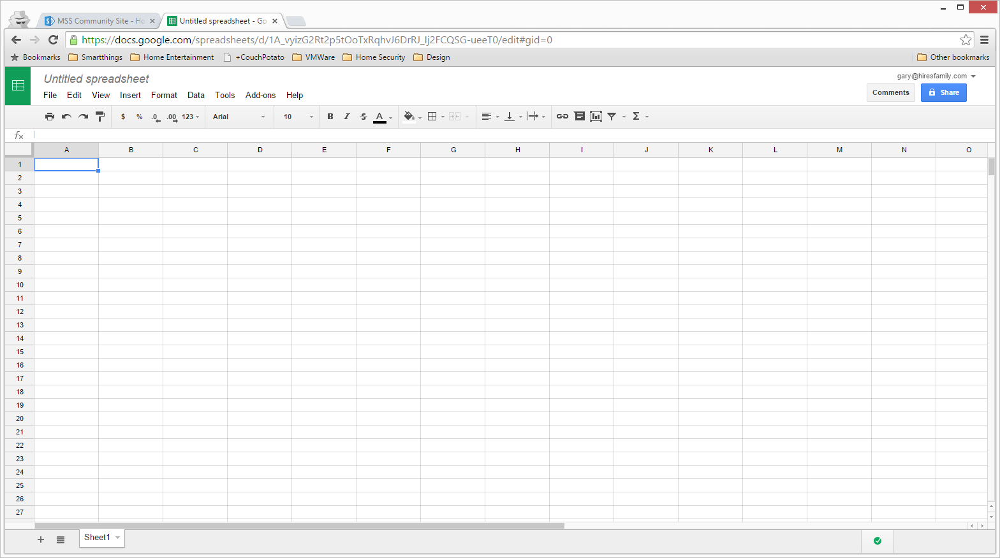 MSS Community Site - Ho
Untitled spreadsheet - Go
https://docs.google.com/spreadsheets/d/1A_vyizG2Rt2p5tOoTxRqhvJ6DrRJ_Ij2FCQSG-ueeT0/edit#gid=0
Bookmarks Smartthings Home Entertainment +CouchPotato VMWare Home Security Design Other bookmarks
Untitled spreadsheet
gary@hiresfamily.com
File Edit View Insert Format Data Tools Add-ons Help
Comments Share
$ % .0 .00 123 Arial 10 B I S A Σ
fx
A B C D E F G H I J K L M N O
1
2
3
4
5
6
7
8
9
10
11
12
13
14
15
16
17
18
19
20
21
22
23
24
25
26
27
+ Sheet1